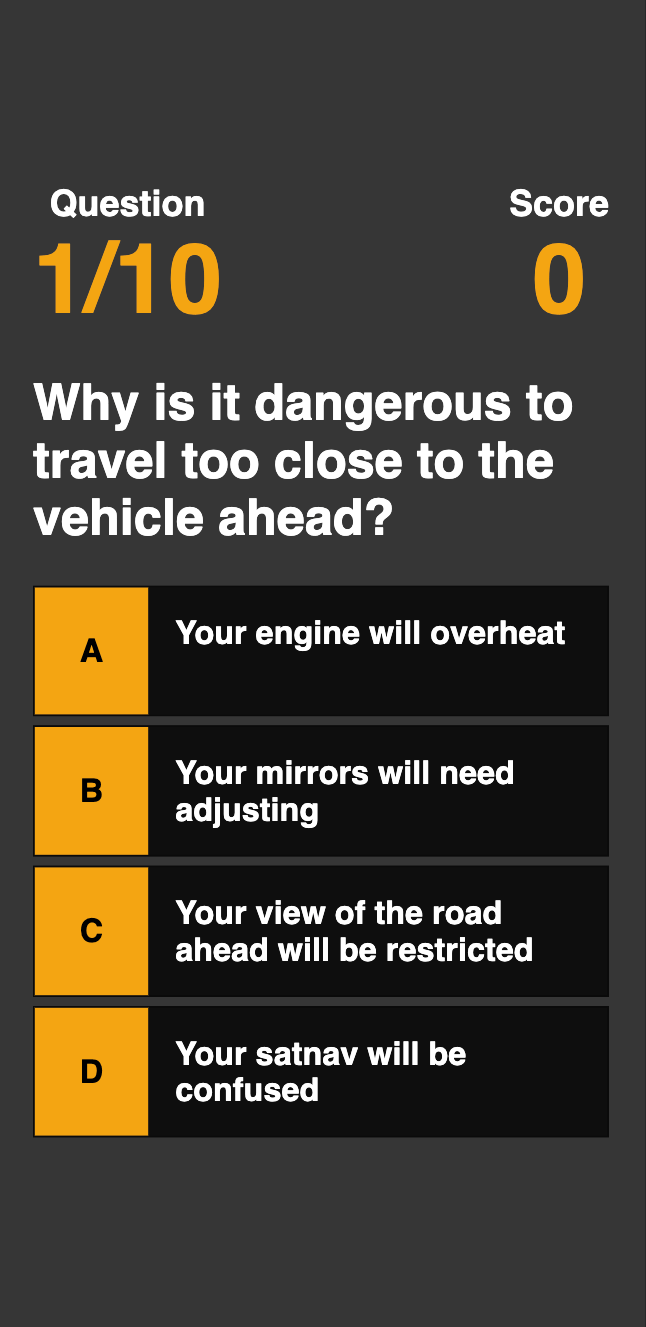 Question
Score
1/10
0
Why is it dangerous to
travel too close to the
vehicle ahead?
A
Your engine will overheat
B
Your mirrors will need
adjusting
C
Your view of the road
ahead will be restricted
D
Your satnav will be
confused